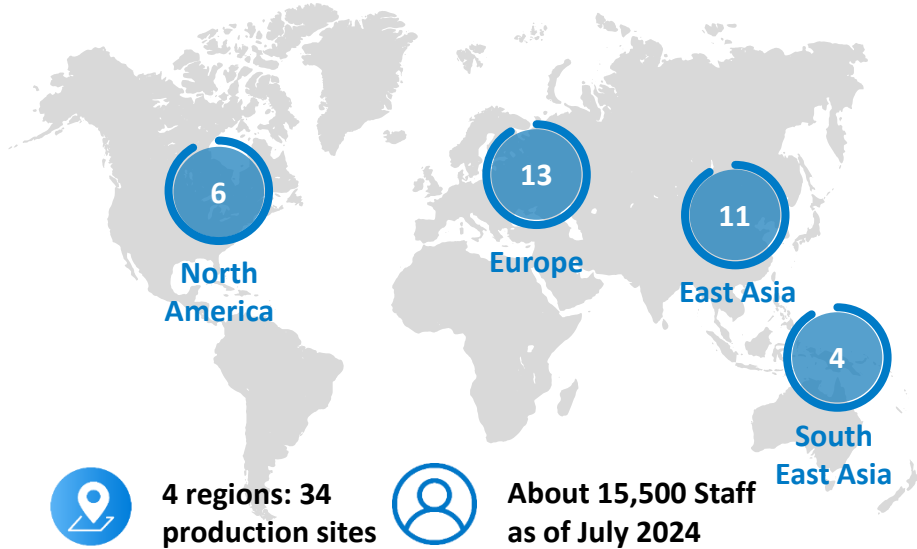 6
North
America
13
Europe
11
East Asia
4
South
East Asia
4 regions: 34
production sites
About 15,500 Staff
as of July 2024